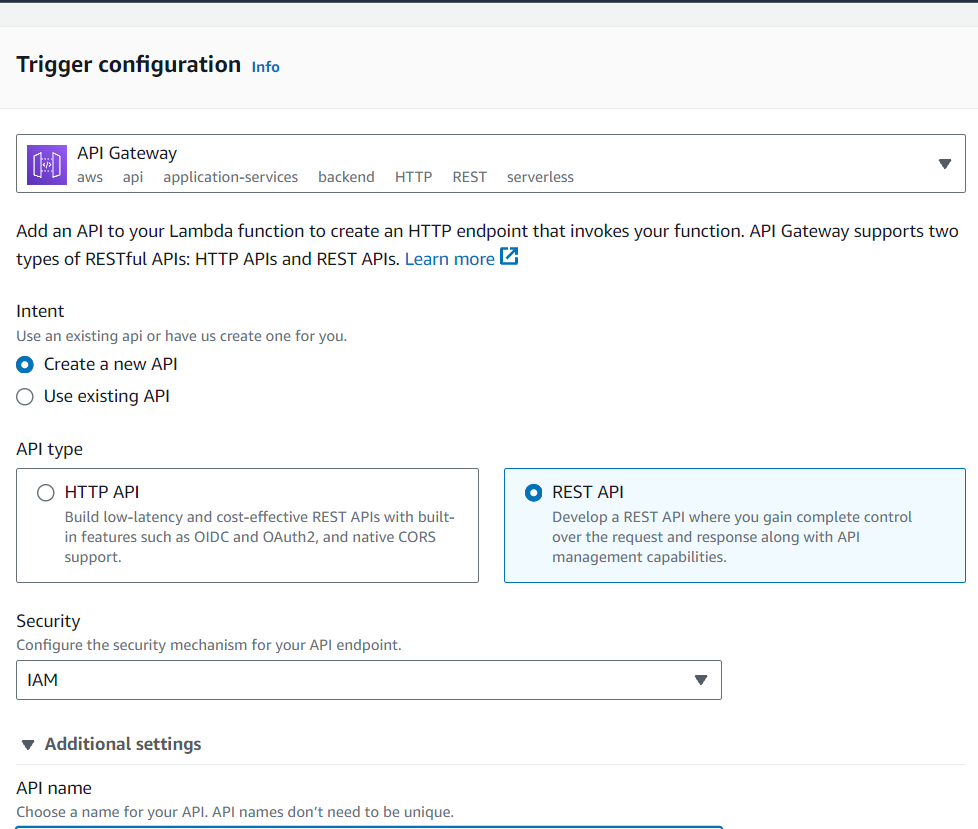 Trigger configuration Info
API Gateway
aws api application-services backend HTTP REST serverless
Add an API to your Lambda function to create an HTTP endpoint that invokes your function. API Gateway supports two
types of RESTful APIs: HTTP APIs and REST APIs. Learn more
Intent
Use an existing api or have us create one for you.
Create a new API
Use existing API
API type
HTTP API
Build low-latency and cost-effective REST APIs with built-
in features such as OIDC and OAuth2, and native CORS
support.
REST API
Develop a REST API where you gain complete control
over the request and response along with API
management capabilities.
Security
Configure the security mechanism for your API endpoint.
IAM
Additional settings
API name
Choose a name for your API. API names don't need to be unique.